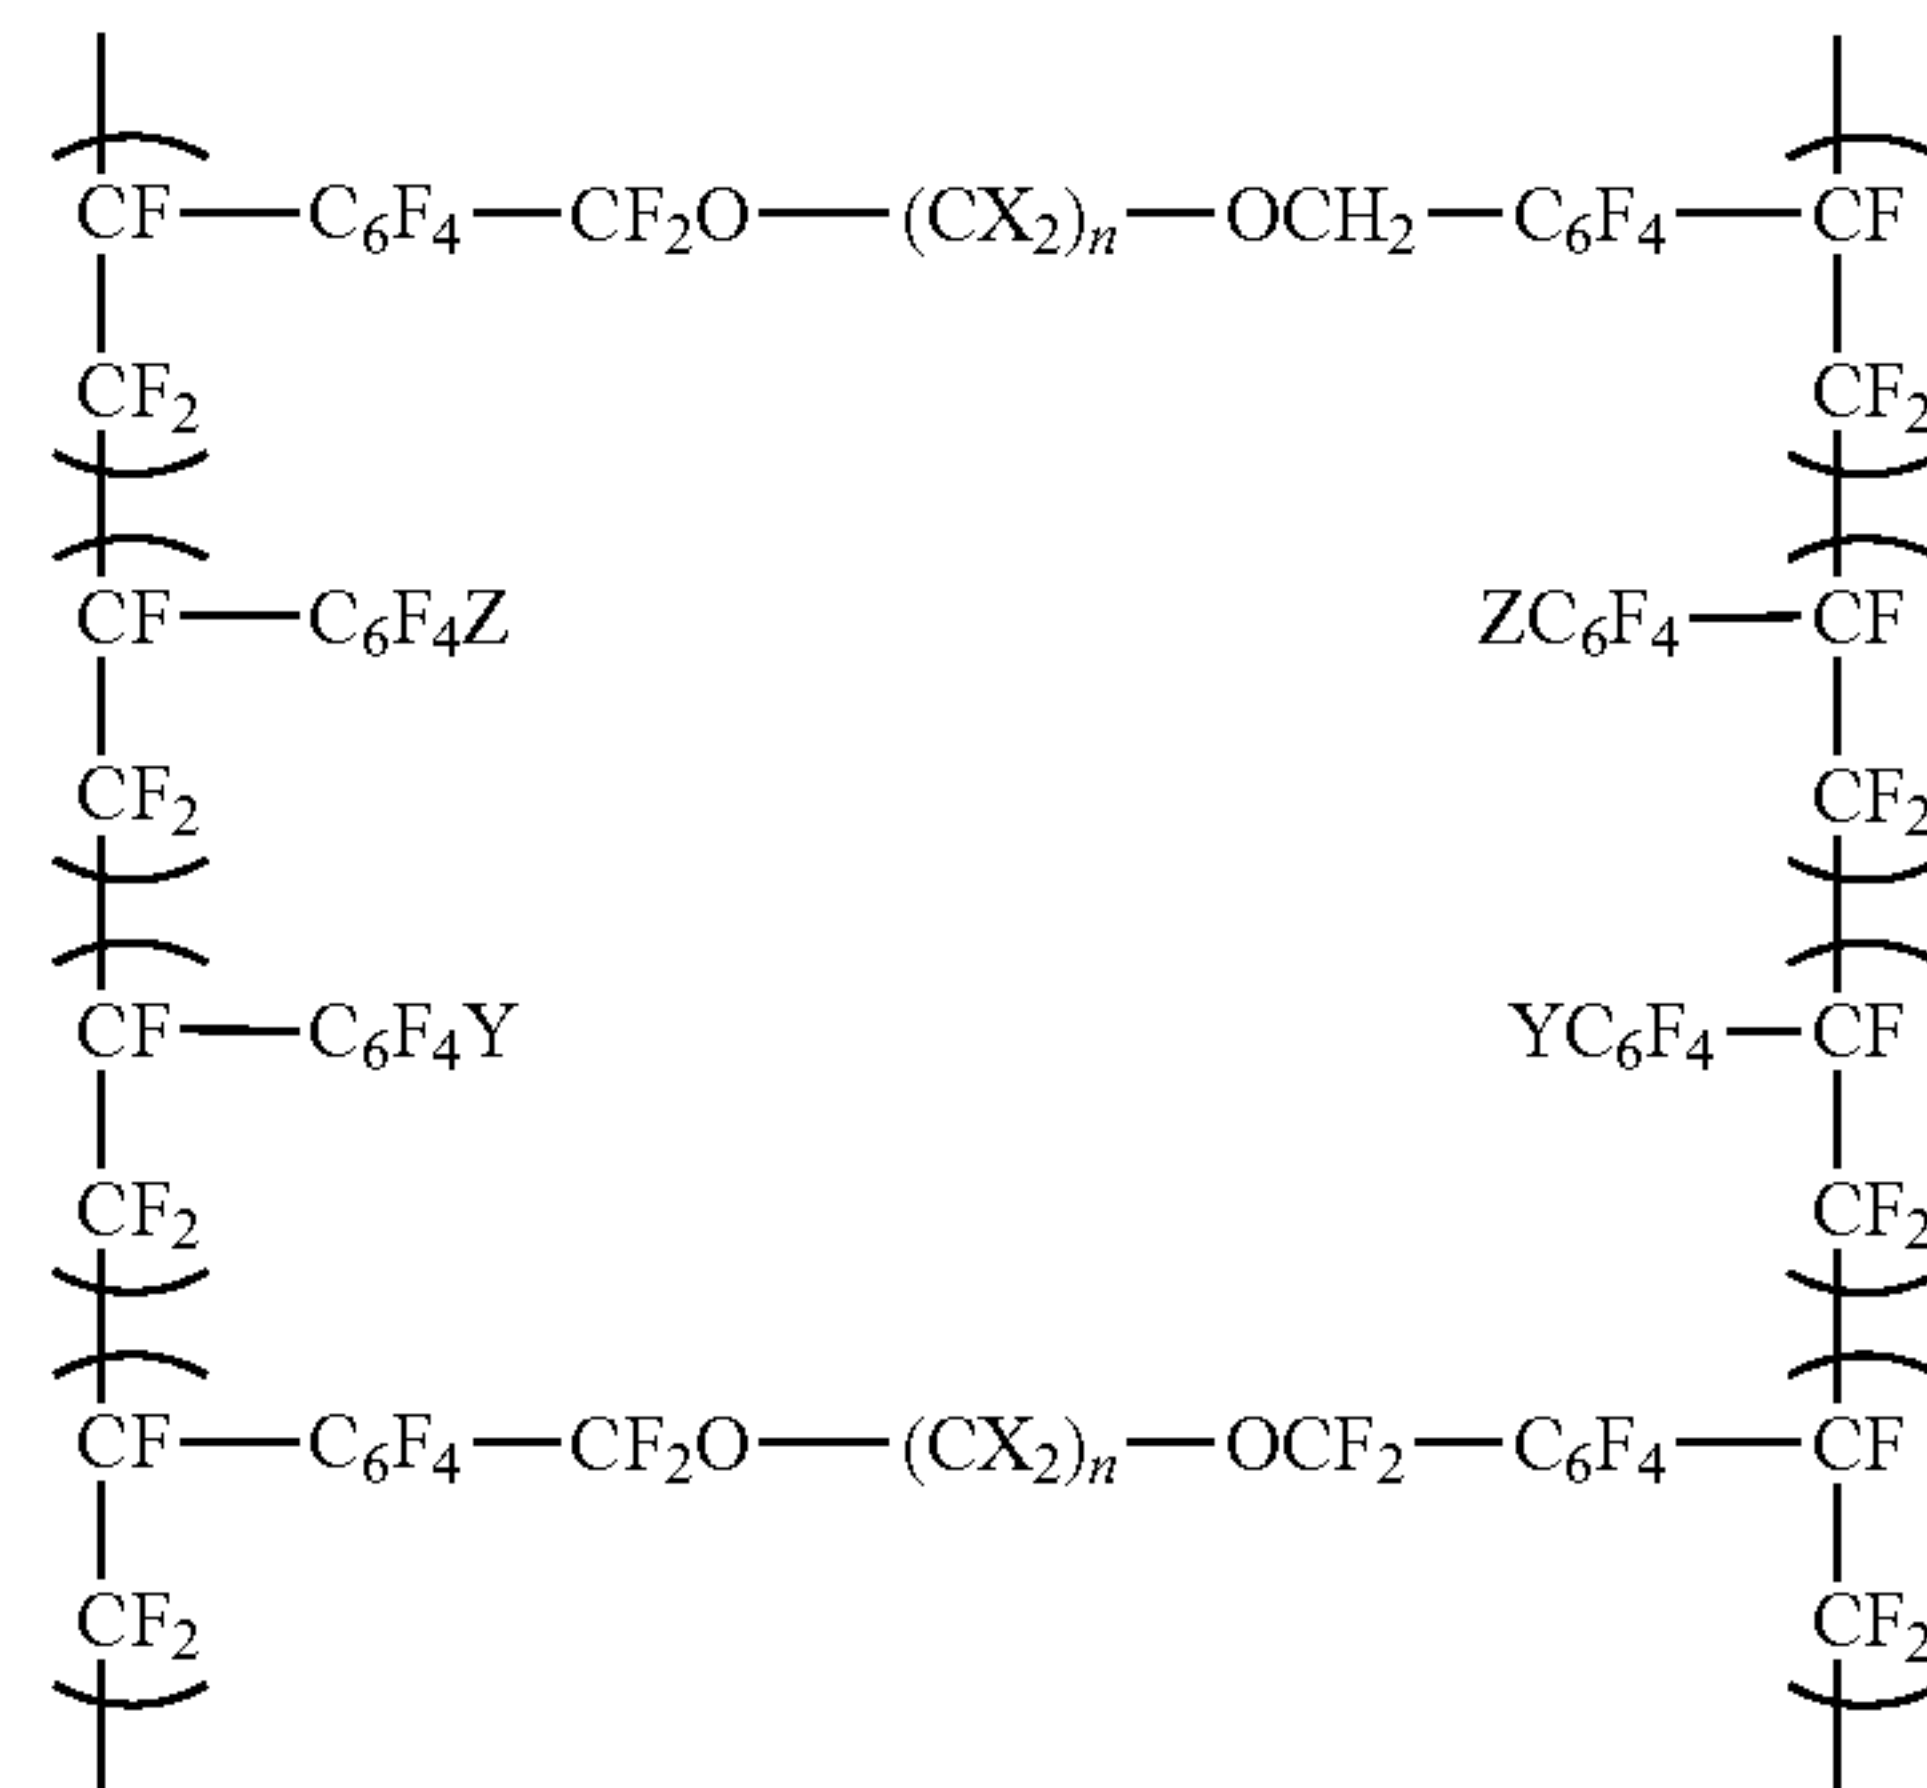 CF—C₆F₄—CF₂O—(CX₂)ₙ—OCH₂—C₆F₄—CF
CF₂ CF₂
CF—C₆F₄Z ZC₆F₄—CF
CF₂ CF₂
CF—C₆F₄Y YC₆F₄—CF
CF₂ CF₂
CF—C₆F₄—CF₂O—(CX₂)ₙ—OCF₂—C₆F₄—CF
CF₂ CF₂